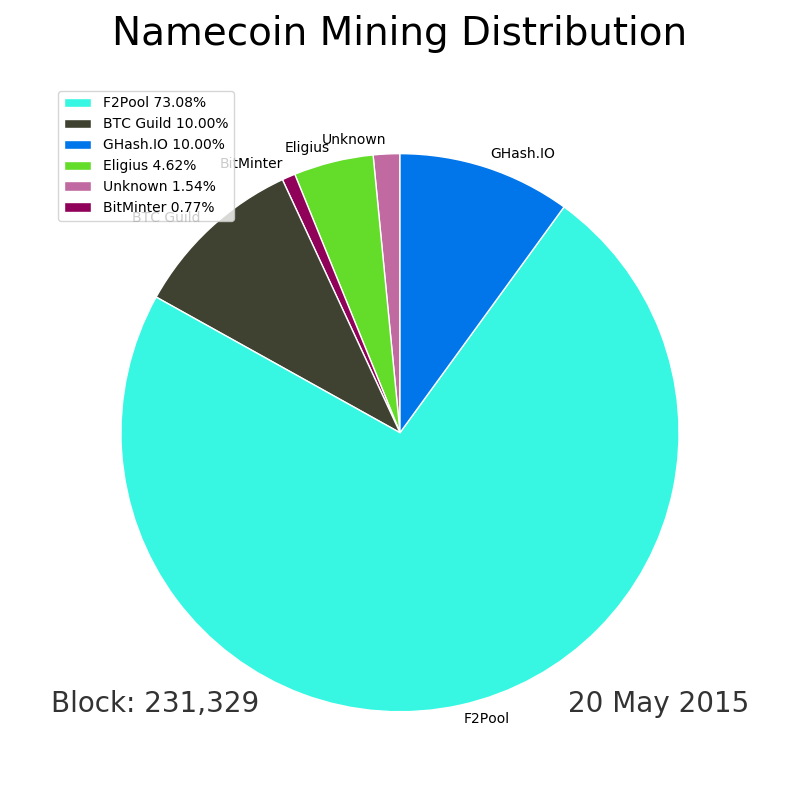 Namecoin Mining Distribution
F2Pool 73.08%
BTC Guild 10.00%
GHash.IO 10.00%
Eligius 4.62%
Unknown 1.54%
BitMinter 0.77%
Unknown
Eligius
BitMinter
GHash.IO
BTC Guild
Block: 231,329
20 May 2015
F2Pool